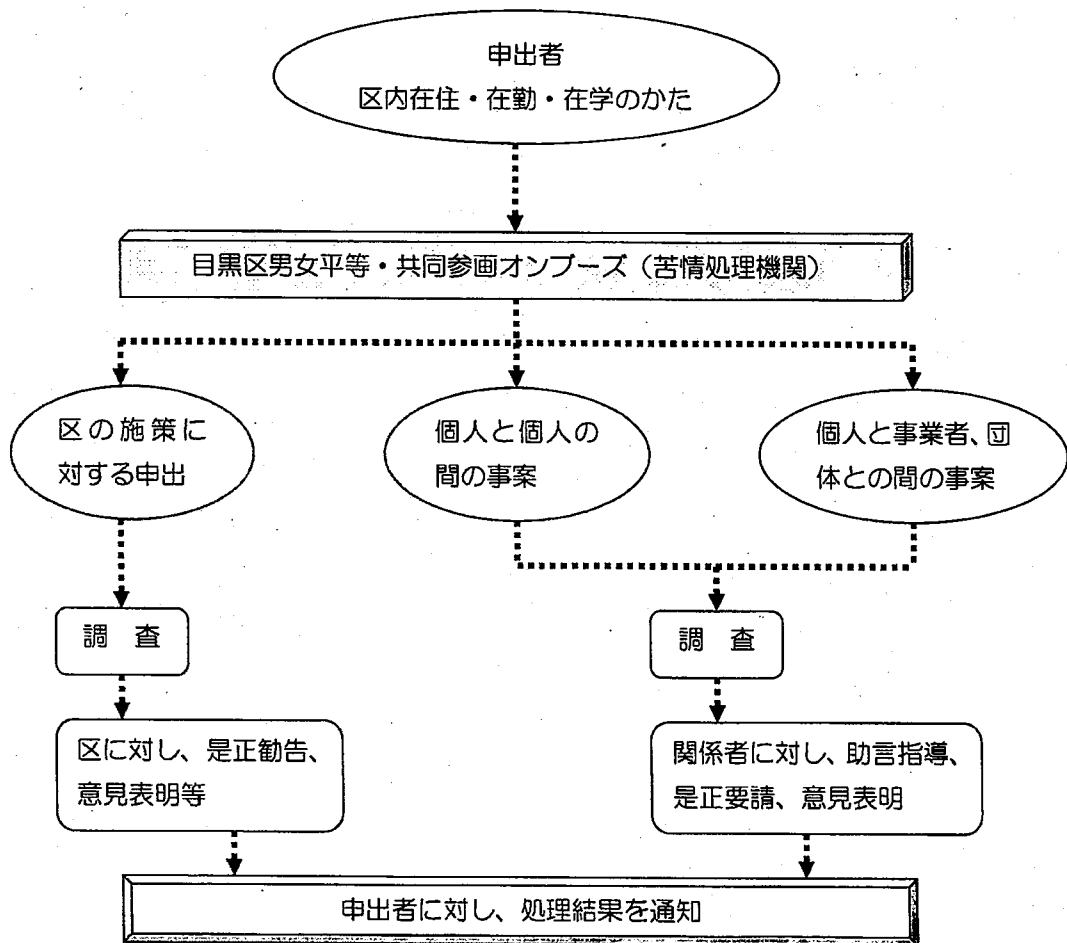 申出者
区内在住・在勤・在学のかた
目黒区男女平等・共同参画オンブーズ（苦情処理機関）
区の施策に
対する申出
個人と個人の
間の事案
個人と事業者、団
体との間の事案
調　査
調　査
区に対し、是正勧告、
意見表明等
関係者に対し、助言指導、
是正要請、意見表明
申出者に対し、処理結果を通知